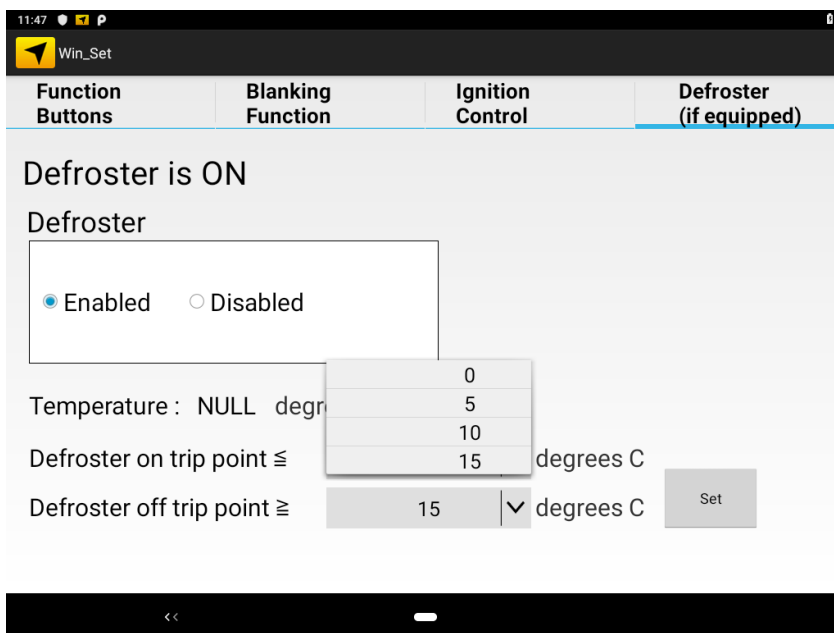 11:47
Win_Set
Function Buttons
Blanking Function
Ignition Control
Defroster (if equipped)
Defroster is ON
Defroster
Enabled
Disabled
0
5
10
15
Temperature : NULL
Defroster on trip point ≦
degrees C
Defroster off trip point ≧
15
degrees C
Set
<<